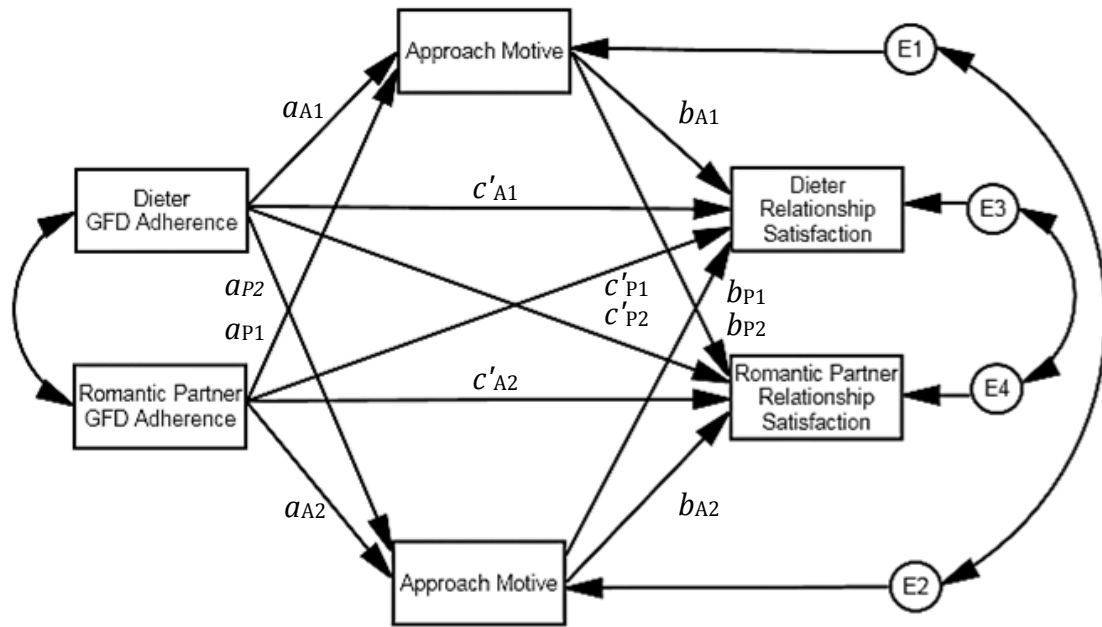 Approach Motive
E1
aA1
bA1
Dieter
GFD Adherence
c′A1
Dieter
Relationship
Satisfaction
E3
aP2
c′P1
bP1
aP1
c′P2
bP2
Romantic Partner
GFD Adherence
c′A2
Romantic Partner
Relationship
Satisfaction
E4
aA2
bA2
Approach Motive
E2